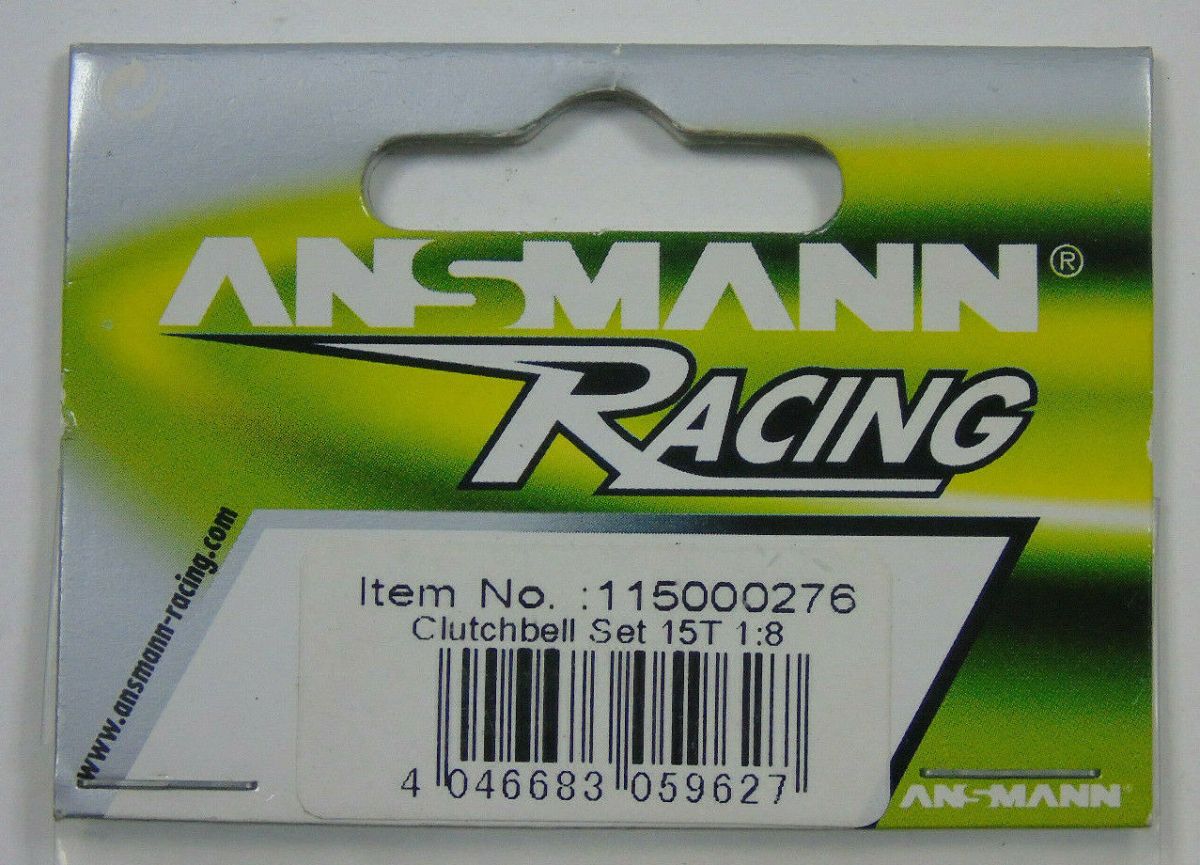 ANSMANN®
RACING
www.ansmann-racing.com
Item No. :115000276
Clutchbell Set 15T 1:8
4 046683 059627
ANSMANN®